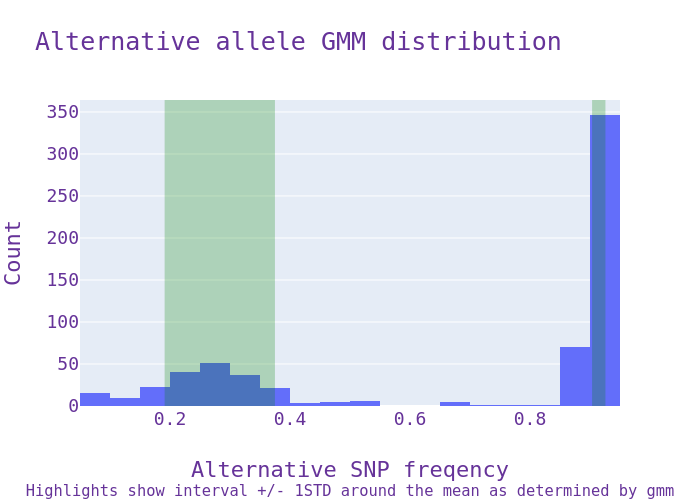 Alternative allele GMM distribution
350
300
250
200
150
100
50
0
Count
0.2 0.4 0.6 0.8
Alternative SNP freqency
Highlights show interval +/- 1STD around the mean as determined by gmm